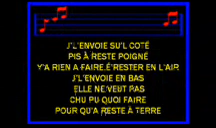 J'L'ENVOIE SU'L COTÉ
PIS À RESTE POIGNÉ
Y'A RIEN A FAIRE.É'RESTER EN L'AIR
J'L'ENVOIE EN BAS
ELLE NE VEUT PAS
CHU PU QUOI FAIRE
POUR QU'A RESTE À TERRE